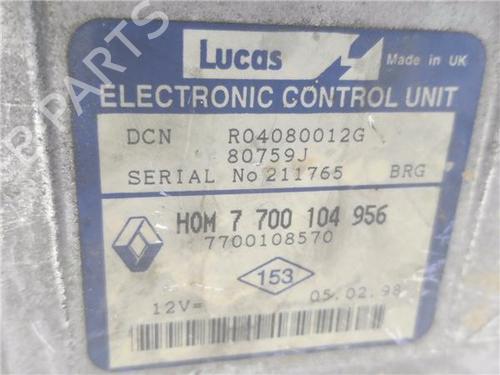 Lucas
Made in UK
ELECTRONIC CONTROL UNIT
DCN R04080012G
80759J
SERIAL No 211765 BRG
HOM 7 700 104 956
7700108570
153
12V= 05.02.98